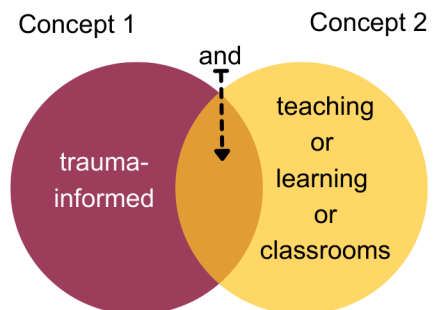 Concept 1
Concept 2
and
trauma-
informed
teaching
or
learning
or
classrooms